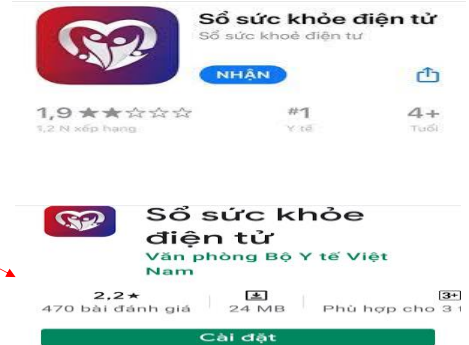 Sổ sức khỏe điện tử
Sổ sức khoẻ điện tử
NHẬN
1,9 ★★☆☆☆ #1 4+
1,2 N xếp hạng Y tế Tuổi
Sổ sức khỏe
điện tử
Văn phòng Bộ Y tế Việt
Nam
2,2★ 3+
470 bài đánh giá 24 MB Phù hợp cho 3
Cài đặt